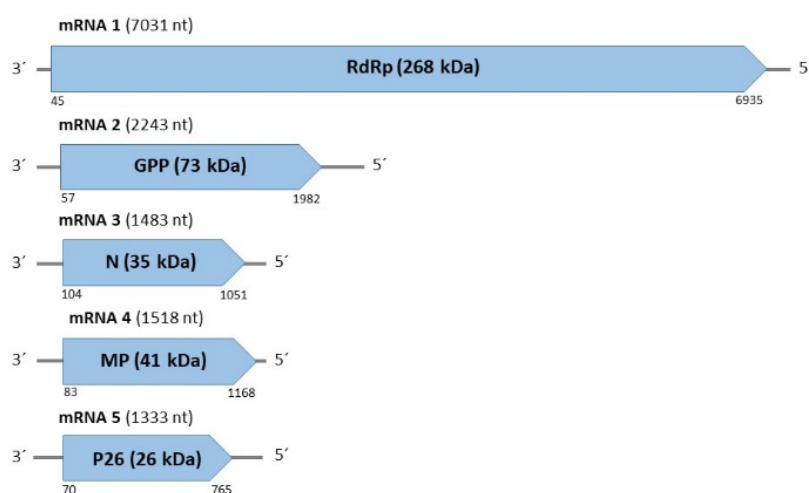 mRNA 1 (7031 nt)
3´ RdRp (268 kDa) 5
45 6935
mRNA 2 (2243 nt)
3´ GPP (73 kDa) 5´
57 1982
mRNA 3 (1483 nt)
3´ N (35 kDa) 5´
104 1051
mRNA 4 (1518 nt)
3´ MP (41 kDa) 5´
83 1168
mRNA 5 (1333 nt)
3´ P26 (26 kDa) 5´
70 765